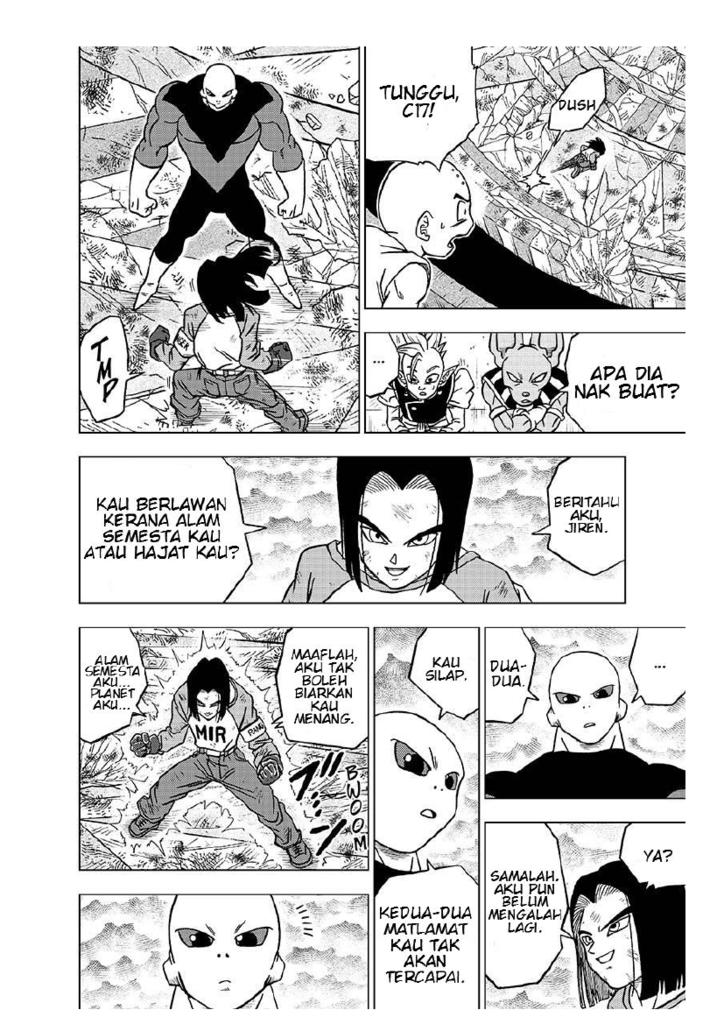 TUNGGU,
C17!
DUSH
TMP
...
APA DIA
NAK BUAT?
BERITAHU
AKU,
JIREN.
KAU BERLAWAN
KERANA ALAM
SEMESTA KAU
ATAU HAJAT KAU?
...
DUA-
DUA.
YA?
SAMALAH.
AKU PUN
BELUM
MENGALAH
LAGI.
KAU
SILAP.
KEDUA-DUA
MATLAMAT
KAU TAK
AKAN
TERCAPAI.
MAAFLAH,
AKU TAK
BOLEH
BIARKAN
KAU
MENANG.
ALAM
SEMESTA
AKU...
PLANET
AKU...
MIR
BWOOM